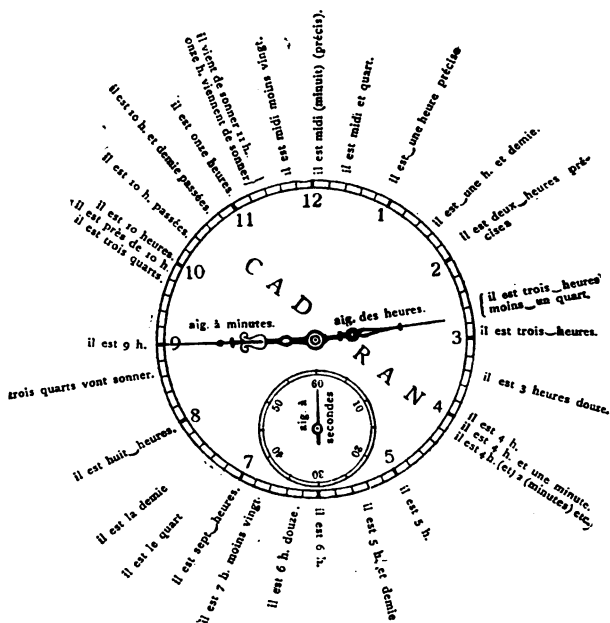 il est midi (minuit) (précis).
il est midi et quart.
il est‿une heure précise
il est‿une h. et demie.
il est deux‿heures pré-
cises
il est trois‿heures
moins‿un quart.
il est trois‿heures.
il est 3 heures douze.
il est 4 h.
il est 4 h. et une minute.
il est 4 h. (et) 2 (minutes) etc.
il est 5 h.
il est 5 h. et demie
il est 6 h.
il est 6 h. douze.
il est 7 h. moins vingt.
il est sept‿heures.
il est le quart
il est la demie
il est huit‿heures.
trois quarts vont sonner.
il est 9 h.
il est trois quarts.
il est près de 10 h.
il est 10 heures.
il est 10 h. passées.
il est 10 h. et demie passées.
il est onze heures.
il vient de sonner 11 h.
onze h. viennent de sonner
il est midi moins vingt.
12
1
2
3
4
5
7
8
9
10
11
CADRAN
aig. à minutes.
aig. des heures.
aig. à
secondes
60
10
20
30
40
50